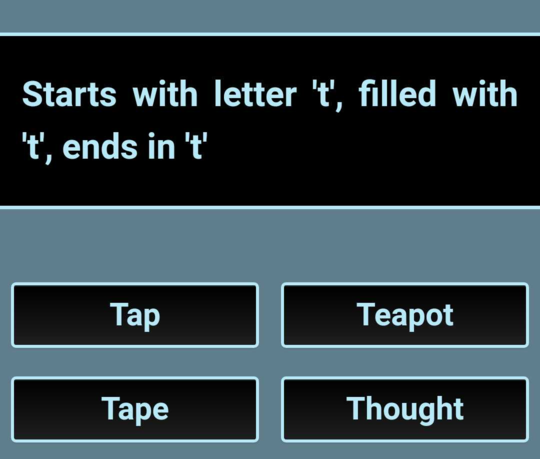 Starts with letter 't', filled with
't', ends in 't'
Tap
Teapot
Tape
Thought